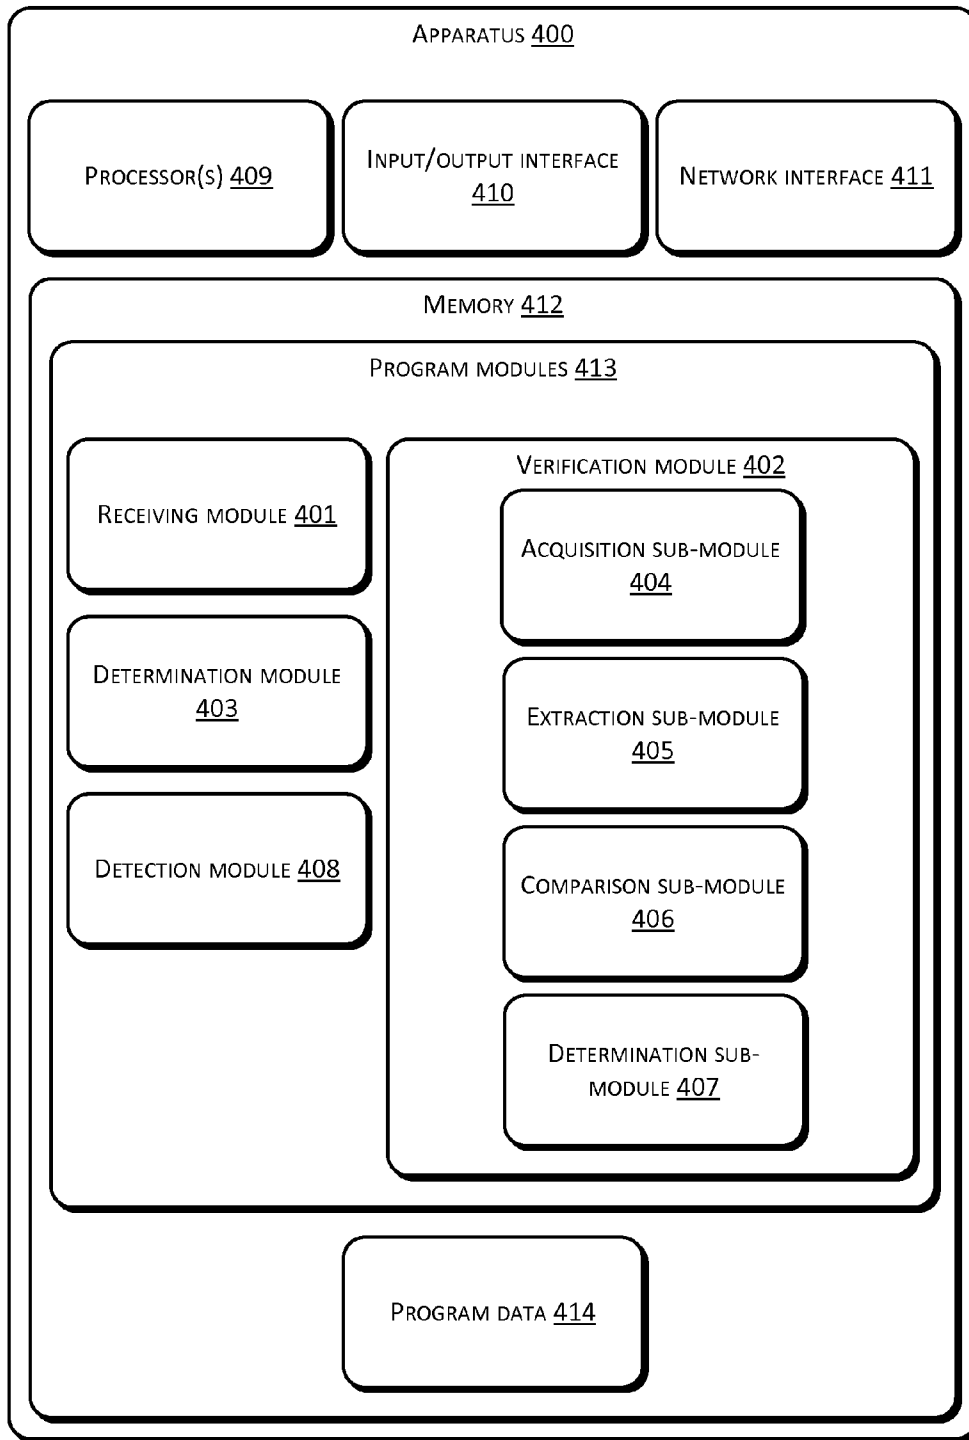 APPARATUS 400
PROCESSOR(S) 409
INPUT/OUTPUT INTERFACE
410
NETWORK INTERFACE 411
MEMORY 412
PROGRAM MODULES 413
RECEIVING MODULE 401
DETERMINATION MODULE
403
DETECTION MODULE 408
VERIFICATION MODULE 402
ACQUISITION SUB-MODULE
404
EXTRACTION SUB-MODULE
405
COMPARISON SUB-MODULE
406
DETERMINATION SUB-
MODULE 407
PROGRAM DATA 414